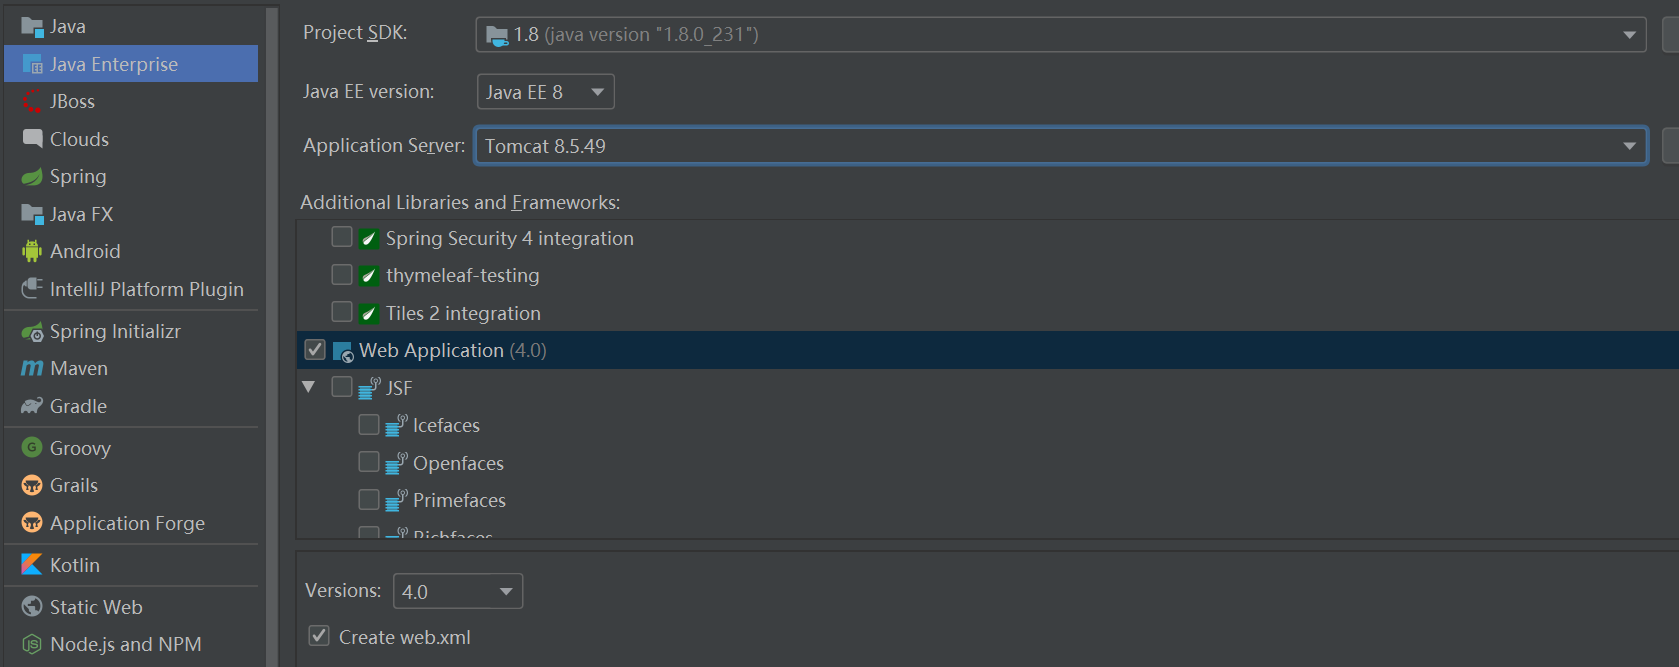 Java
Java Enterprise
JBoss
Clouds
Spring
Java FX
Android
IntelliJ Platform Plugin
Spring Initializr
Maven
Gradle
Groovy
Grails
Application Forge
Kotlin
Static Web
Node.js and NPM
Project SDK: 1.8 (java version "1.8.0_231")
Java EE version: Java EE 8
Application Server: Tomcat 8.5.49
Additional Libraries and Frameworks:
Spring Security 4 integration
thymeleaf-testing
Tiles 2 integration
Web Application (4.0)
JSF
Icefaces
Openfaces
Primefaces
Richfaces
Versions: 4.0
Create web.xml